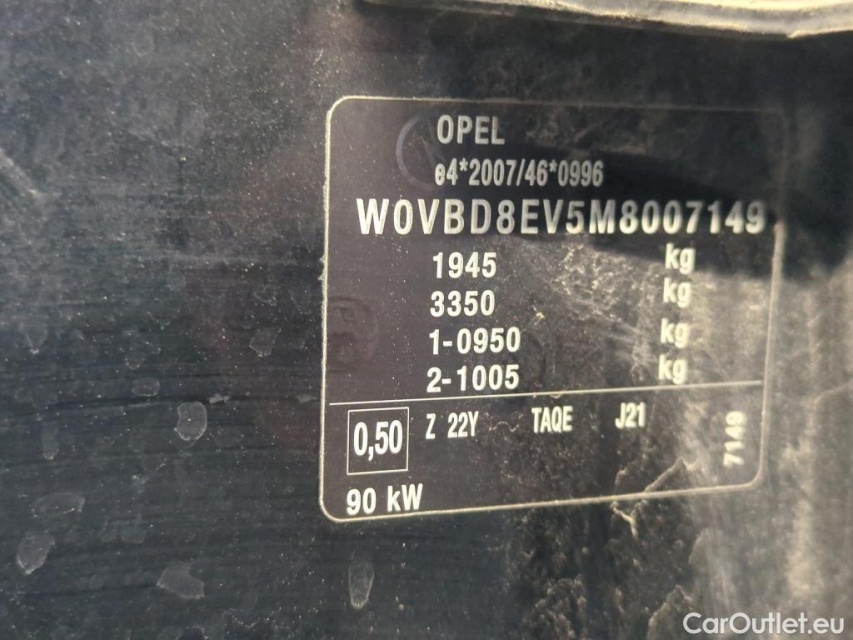 OPEL
e4*2007/46*0996
W0VBD8EV5M8007149
1945 kg
3350 kg
1-0950 kg
2-1005 kg
0,50 Z 22Y TAQE J21 7149
90 kW
CarOutlet.eu